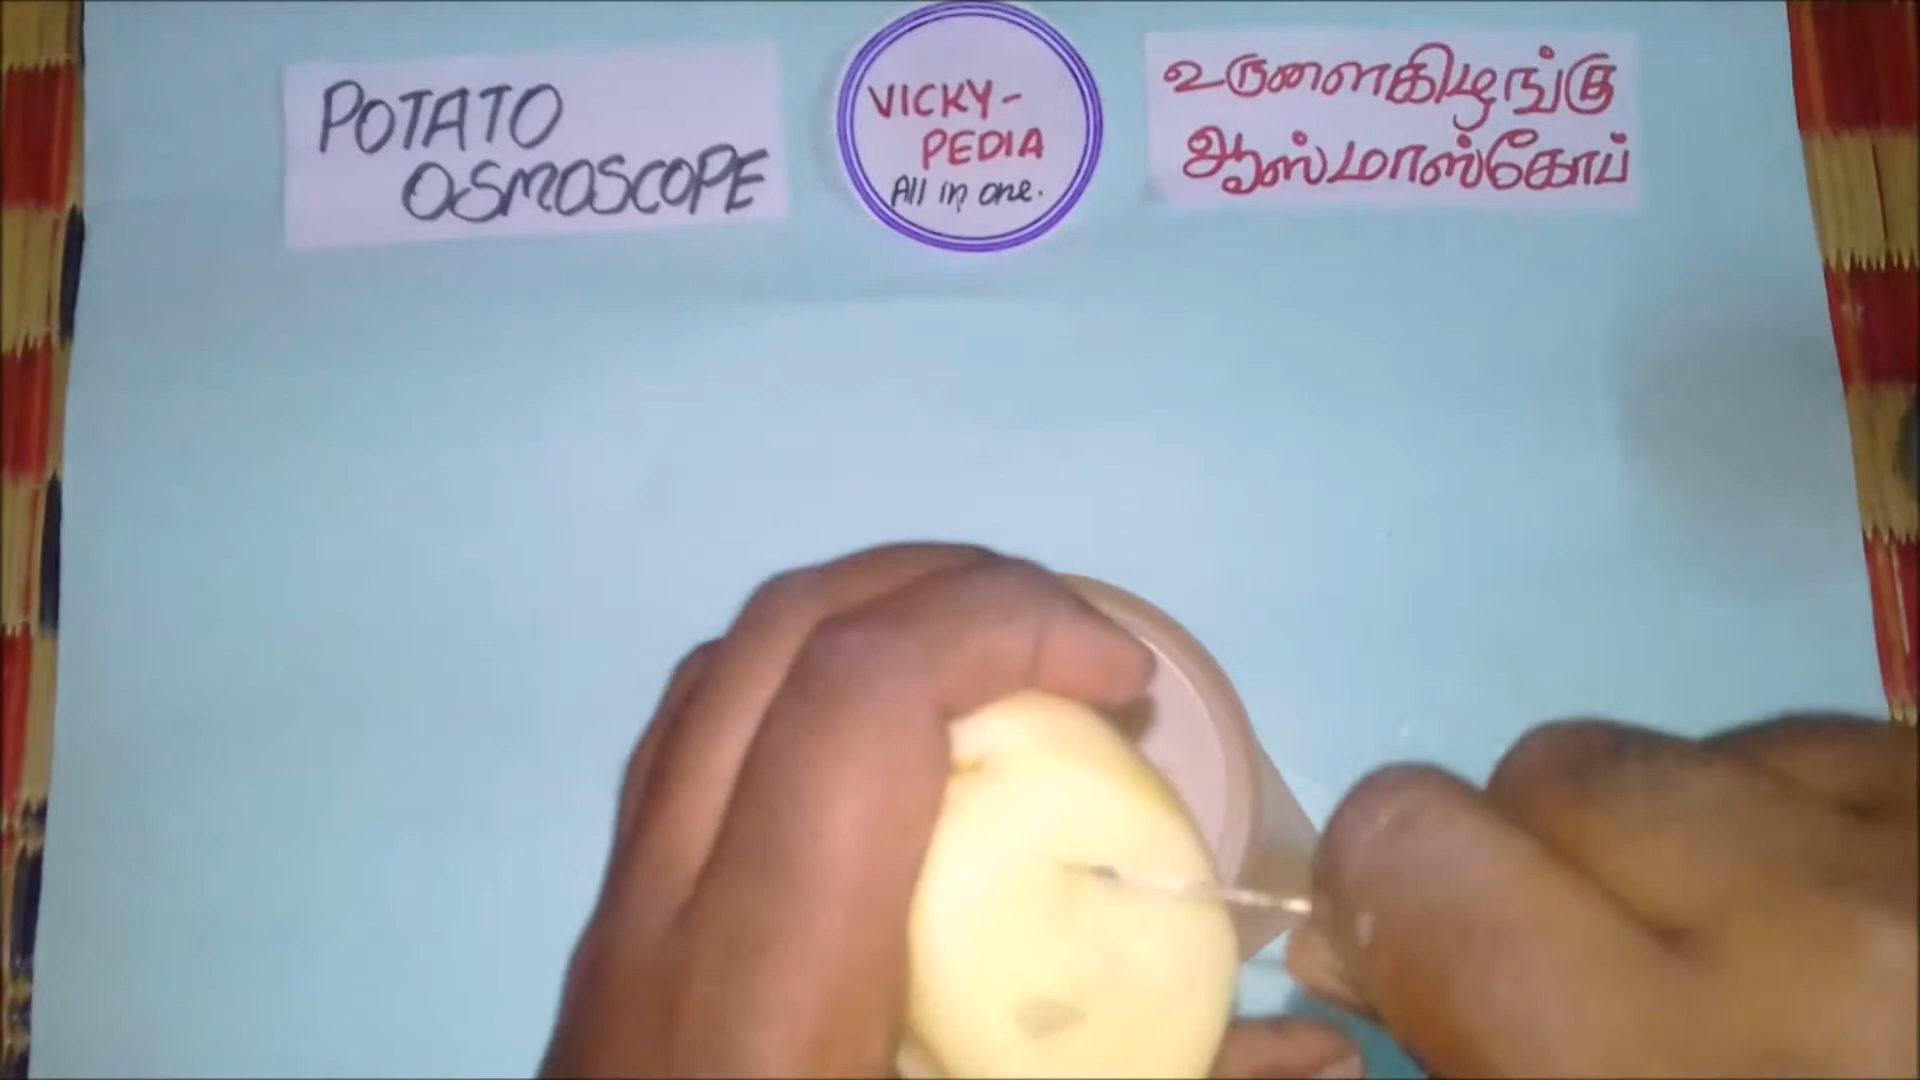 POTATO
OSMOSCOPE
VICKY-
PEDIA
All in one.
உருளைகிழங்கு
ஆஸ்மாஸ்கோப்